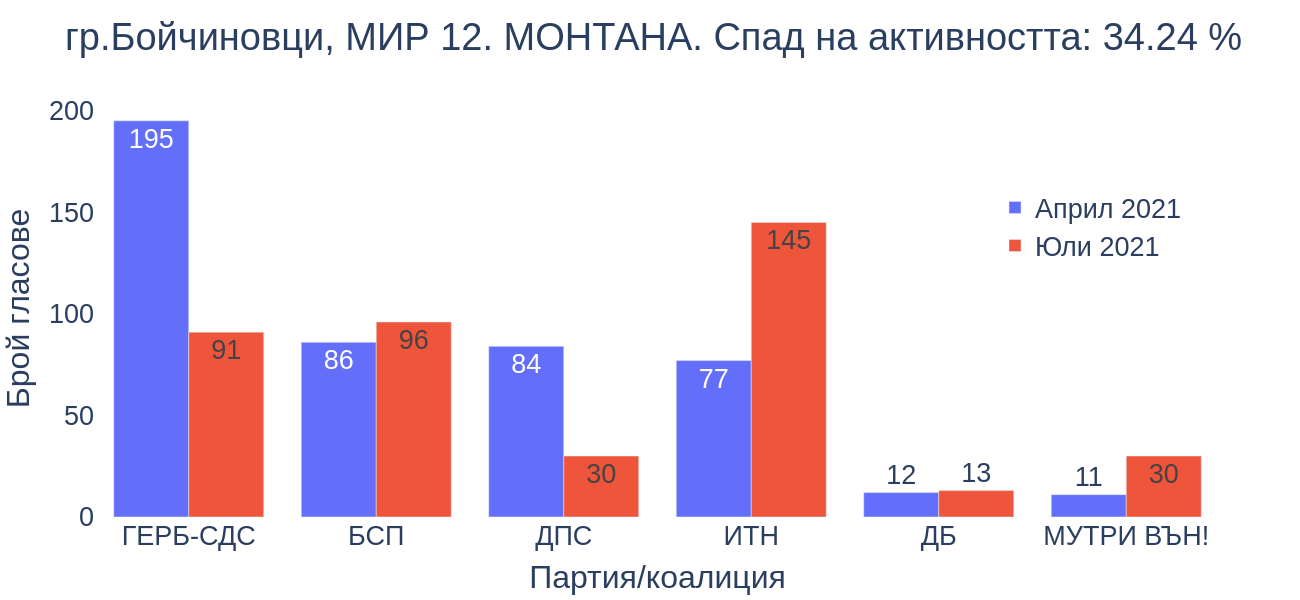 гр.Бойчиновци, МИР 12. МОНТАНА. Спад на активността: 34.24 %
Брой гласове
200
150
100
50
0
195
91
86
96
84
30
77
145
12
13
11
30
Април 2021
Юли 2021
ГЕРБ-СДС
БСП
ДПС
ИТН
ДБ
МУТРИ ВЪН!
Партия/коалиция